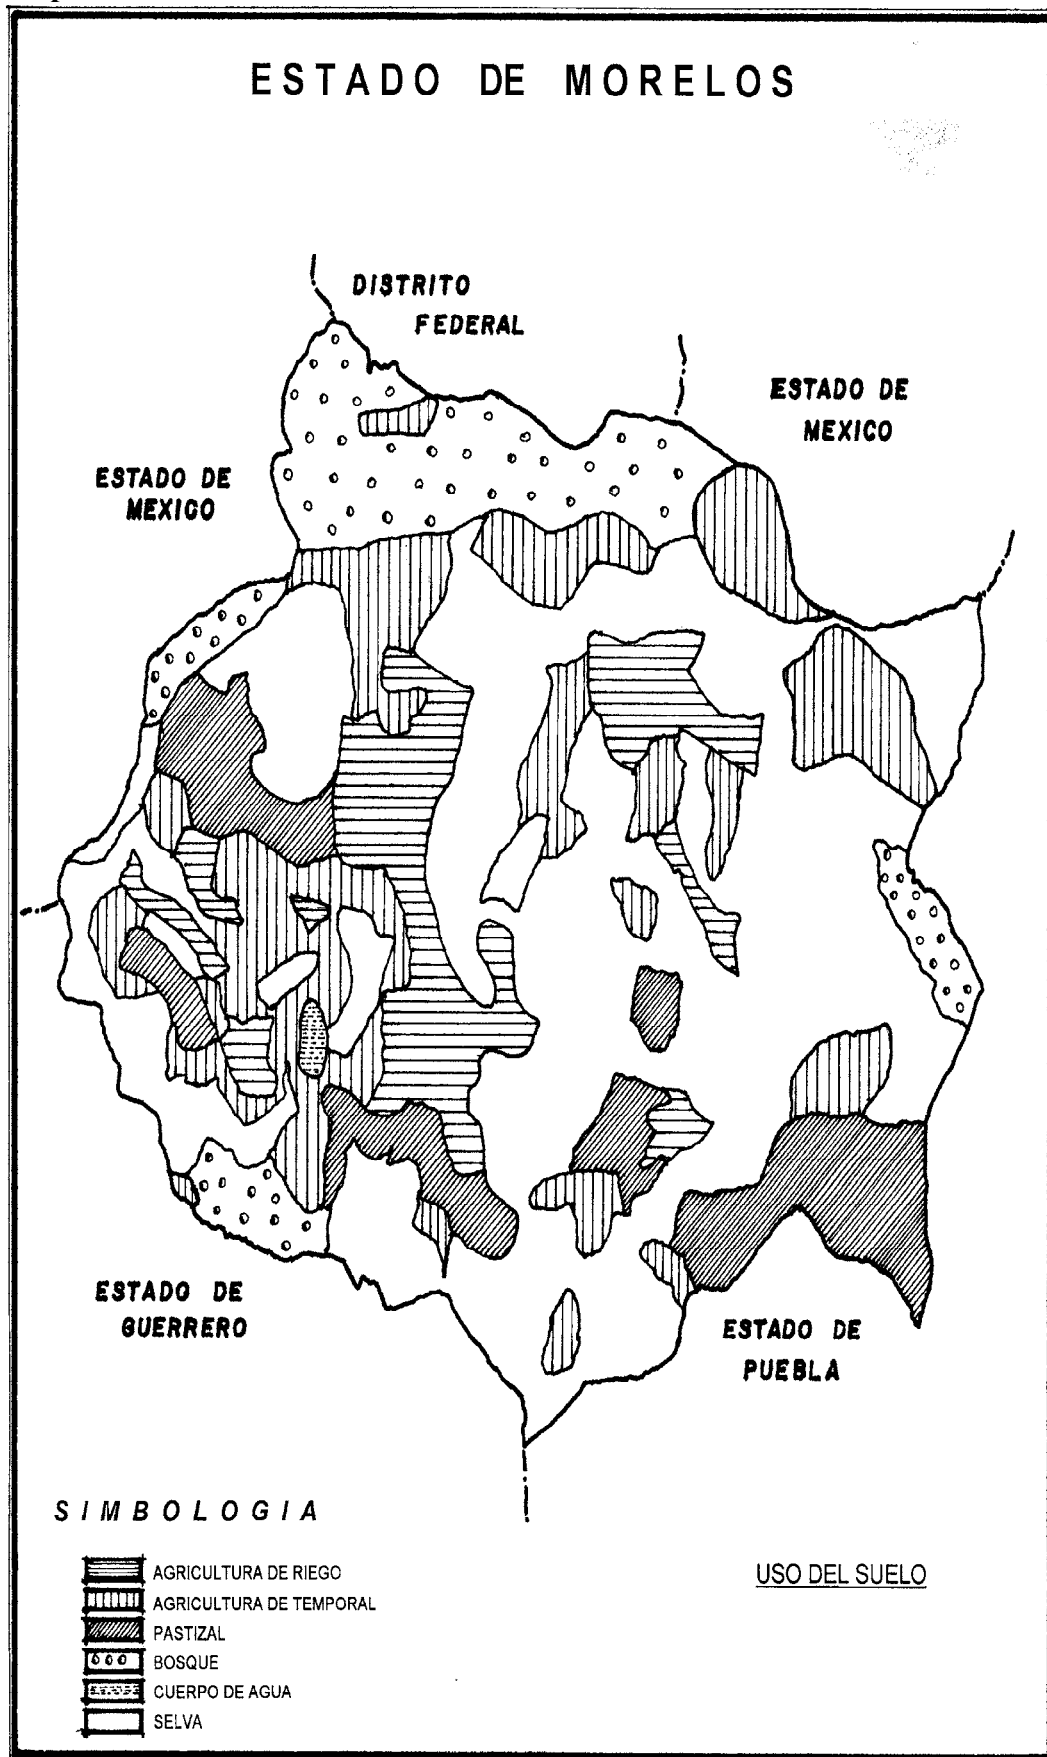 ESTADO DE MORELOS
DISTRITO
FEDERAL
ESTADO DE
MEXICO
ESTADO DE
MEXICO
ESTADO DE
GUERRERO
ESTADO DE
PUEBLA
SIMBOLOGIA
AGRICULTURA DE RIEGO
AGRICULTURA DE TEMPORAL
PASTIZAL
BOSQUE
CUERPO DE AGUA
SELVA
USO DEL SUELO